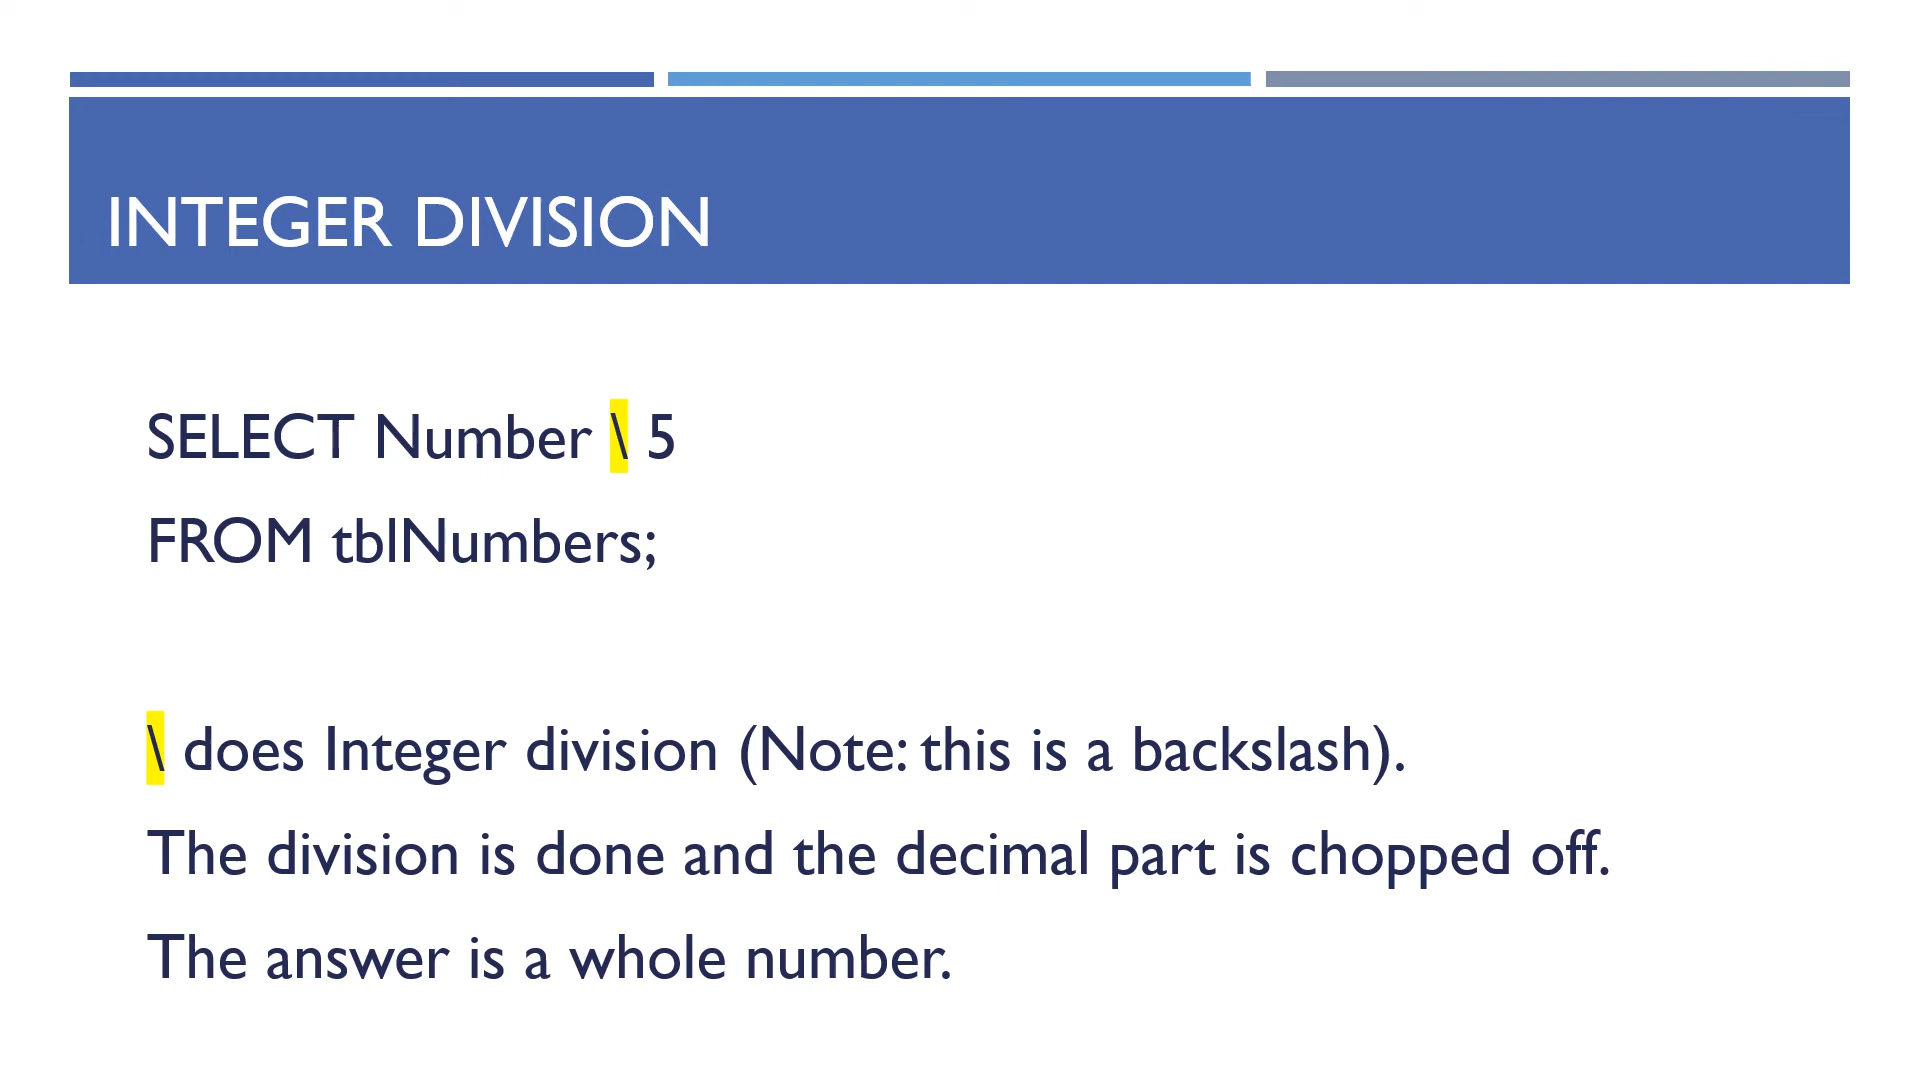 INTEGER DIVISION
SELECT Number \ 5
FROM tblNumbers;
\ does Integer division (Note: this is a backslash).
The division is done and the decimal part is chopped off.
The answer is a whole number.